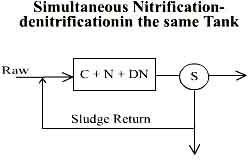 Simultaneous Nitrification-
denitrificationin the same Tank
Raw
C + N + DN
S
Sludge Return